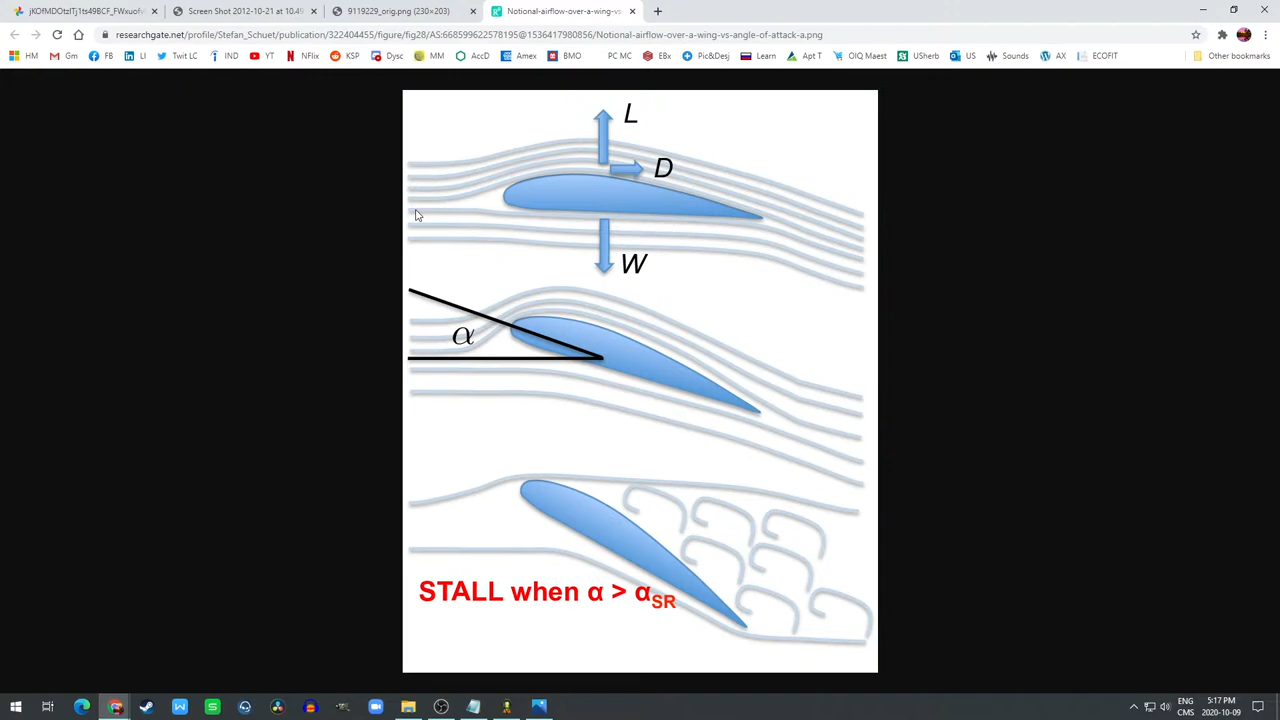 jKOfMDOtzITj1ts49BCF_FWxuofe
Screen Shot 2012-10-21 at 10.49
9119229_orig.png (230×203)
Notional-airflow-over-a-wing-vs
researchgate.net/profile/Stefan_Schuet/publication/322404455/figure/fig28/AS:668599622578195@1536417980856/Notional-airflow-over-a-wing-vs-angle-of-attack-a.png
HM Gm FB LI Twit LC IND YT NFlix KSP Dysc MM AccD Amex BMO PC MC EBx Pic&Desj Learn Apt T OIQ Maest USherb US Sounds AX ECOFIT Other bookmarks
L
D
W
α
STALL when α > αSR
ENG 5:17 PM
CMS 2020-10-09